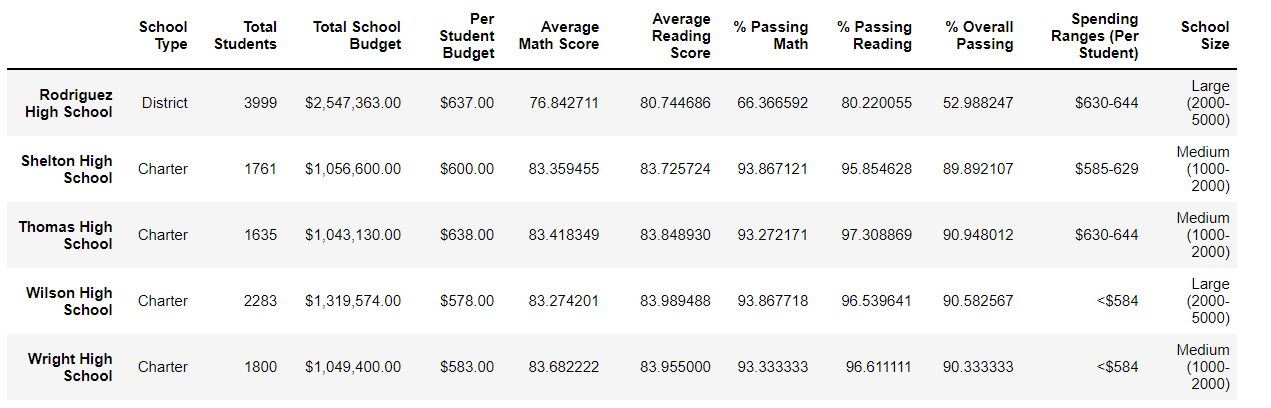 School Type Total Students Total School Budget Per Student Budget Average Math Score Average Reading Score % Passing Math % Passing Reading % Overall Passing Spending Ranges (Per Student) School Size
Rodriguez High School District 3999 $2,547,363.00 $637.00 76.842711 80.744686 66.366592 80.220055 52.988247 $630-644 Large (2000-5000)
Shelton High School Charter 1761 $1,056,600.00 $600.00 83.359455 83.725724 93.867121 95.854628 89.892107 $585-629 Medium (1000-2000)
Thomas High School Charter 1635 $1,043,130.00 $638.00 83.418349 83.848930 93.272171 97.308869 90.948012 $630-644 Medium (1000-2000)
Wilson High School Charter 2283 $1,319,574.00 $578.00 83.274201 83.989488 93.867718 96.539641 90.582567 <$584 Large (2000-5000)
Wright High School Charter 1800 $1,049,400.00 $583.00 83.682222 83.955000 93.333333 96.611111 90.333333 <$584 Medium (1000-2000)